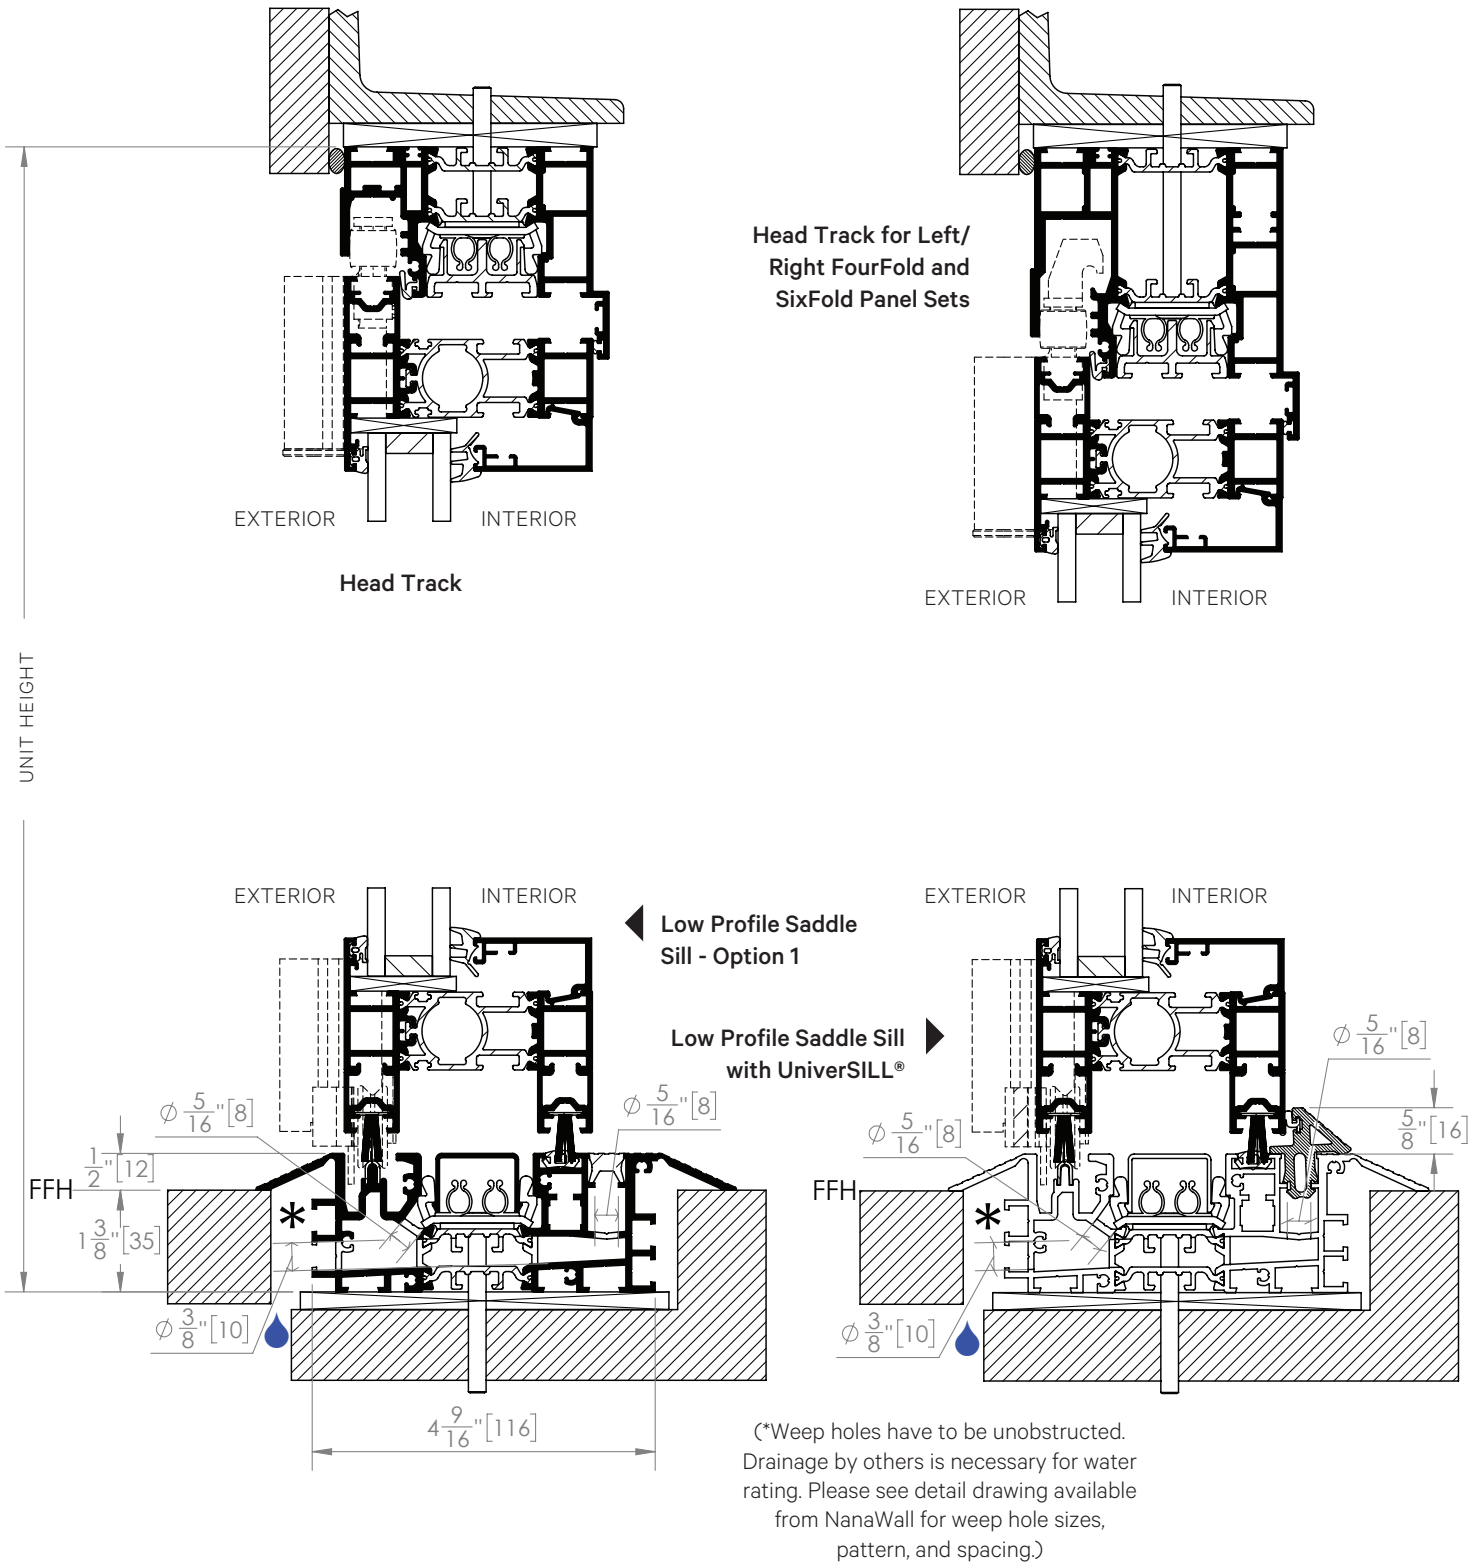 Head Track for Left/
Right FourFold and
SixFold Panel Sets
EXTERIOR
INTERIOR
Head Track
EXTERIOR
INTERIOR
UNIT HEIGHT
EXTERIOR
INTERIOR
Low Profile Saddle
Sill - Option 1
EXTERIOR
INTERIOR
Low Profile Saddle Sill
with UniverSILL®
Ø 5/16"[8]
Ø 5/16"[8]
1/2"[12]
FFH
1 3/8"[35]
*
Ø 3/8"[10]
4 9/16"[116]
Ø 5/16"[8]
Ø 5/16"[8]
5/8"[16]
FFH
*
Ø 3/8"[10]
(*Weep holes have to be unobstructed.
Drainage by others is necessary for water
rating. Please see detail drawing available
from NanaWall for weep hole sizes,
pattern, and spacing.)